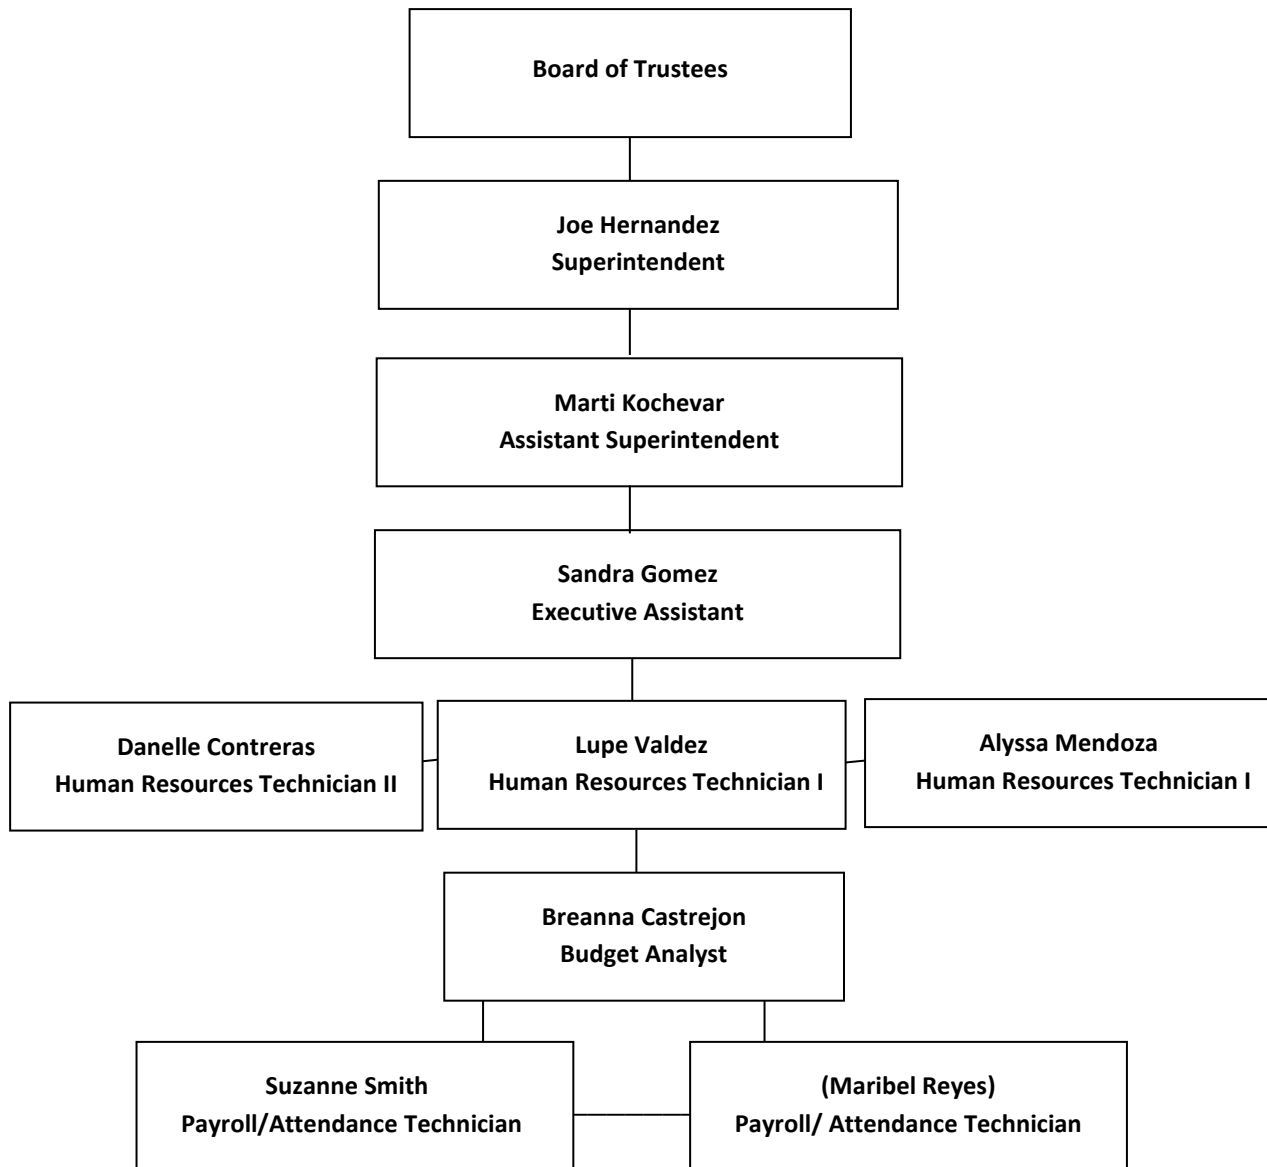 Board of Trustees
Joe Hernandez
Superintendent
Marti Kochevar
Assistant Superintendent
Sandra Gomez
Executive Assistant
Danelle Contreras
Human Resources Technician II
Lupe Valdez
Human Resources Technician I
Alyssa Mendoza
Human Resources Technician I
Breanna Castrejon
Budget Analyst
Suzanne Smith
Payroll/Attendance Technician
(Maribel Reyes)
Payroll/ Attendance Technician